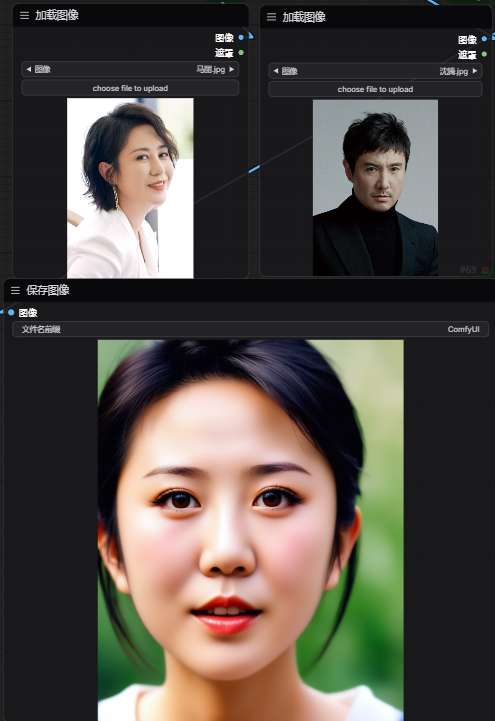 加载图像
图像
遮罩
图像 马丽.jpg
choose file to upload
加载图像
图像
遮罩
图像 沈腾.jpg
choose file to upload
#69
保存图像
图像
文件名前缀 ComfyUI